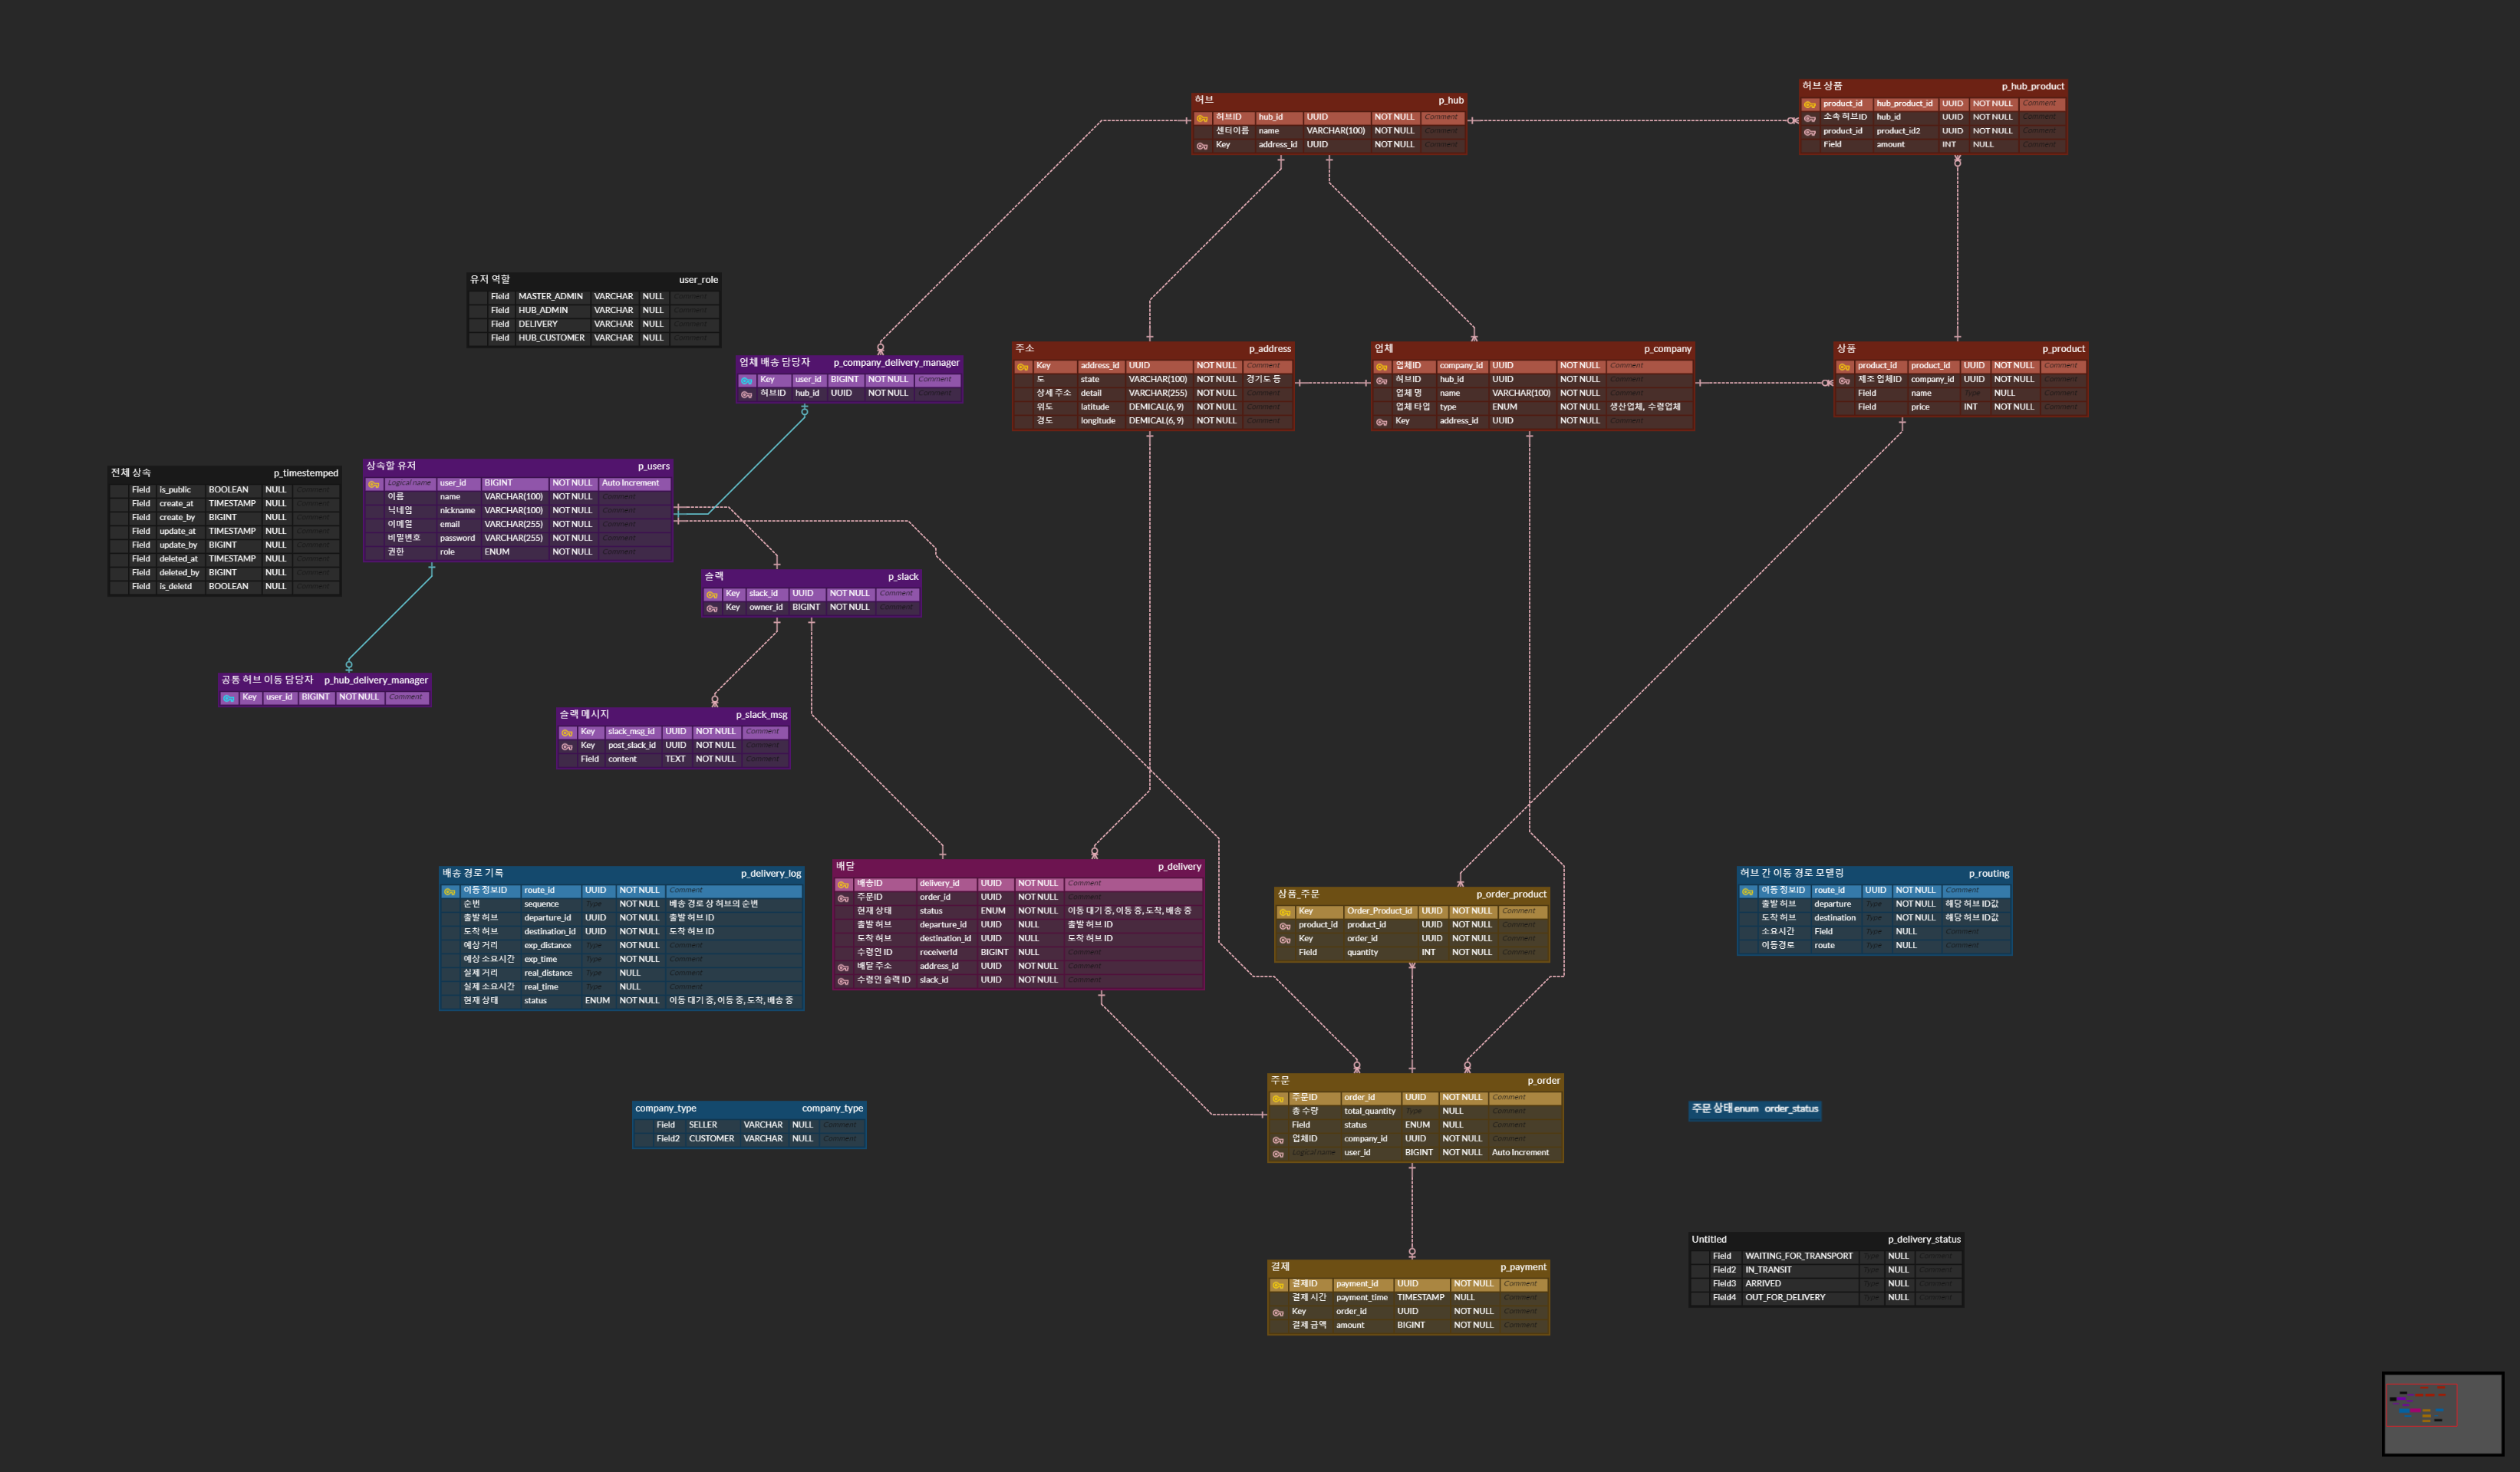 허브 p_hub
허브ID hub_id UUID NOT NULL Comment
센터이름 name VARCHAR(100) NOT NULL Comment
Key address_id UUID NOT NULL Comment
허브 상품 p_hub_product
product_id hub_product_id UUID NOT NULL Comment
소속 허브ID hub_id UUID NOT NULL Comment
product_id product_id2 UUID NOT NULL Comment
Field amount INT NULL Comment
유저 역할 user_role
Field MASTER_ADMIN VARCHAR NULL Comment
Field HUB_ADMIN VARCHAR NULL Comment
Field DELIVERY VARCHAR NULL Comment
Field HUB_CUSTOMER VARCHAR NULL Comment
업체 배송 담당자 p_company_delivery_manager
Key user_id BIGINT NOT NULL Comment
허브ID hub_id UUID NOT NULL Comment
주소 p_address
Key address_id UUID NOT NULL Comment
도 state VARCHAR(100) NOT NULL 경기도 등
상세 주소 detail VARCHAR(255) NOT NULL Comment
위도 latitude DEMICAL(6, 9) NOT NULL Comment
경도 longitude DEMICAL(6, 9) NOT NULL Comment
업체 p_company
업체ID company_id UUID NOT NULL Comment
허브ID hub_id UUID NOT NULL Comment
업체 명 name VARCHAR(100) NOT NULL Comment
업체 타입 type ENUM NOT NULL 생산업체, 수령업체
Key address_id UUID NOT NULL Comment
상품 p_product
product_id product_id UUID NOT NULL Comment
제조 업체ID company_id UUID NOT NULL Comment
Field name Type NULL Comment
Field price INT NOT NULL Comment
전체 상속 p_timestemped
Field is_public BOOLEAN NULL Comment
Field create_at TIMESTAMP NULL Comment
Field create_by BIGINT NULL Comment
Field update_at TIMESTAMP NULL Comment
Field update_by BIGINT NULL Comment
Field deleted_at TIMESTAMP NULL Comment
Field deleted_by BIGINT NULL Comment
Field is_deletd BOOLEAN NULL Comment
상속할 유저 p_users
Logical name user_id BIGINT NOT NULL Auto Increment
이름 name VARCHAR(100) NOT NULL Comment
닉네임 nickname VARCHAR(100) NOT NULL Comment
이메일 email VARCHAR(255) NOT NULL Comment
비밀번호 password VARCHAR(255) NOT NULL Comment
권한 role ENUM NOT NULL Comment
슬랙 p_slack
Key slack_id UUID NOT NULL Comment
Key owner_id BIGINT NOT NULL Comment
공통 허브 이동 담당자 p_hub_delivery_manager
Key user_id BIGINT NOT NULL Comment
슬랙 메시지 p_slack_msg
Key slack_msg_id UUID NOT NULL Comment
Key post_slack_id UUID NOT NULL Comment
Field content TEXT NOT NULL Comment
배송 경로 기록 p_delivery_log
이동 정보ID route_id UUID NOT NULL Comment
순번 sequence Type NOT NULL 배송 경로 상 허브의 순번
출발 허브 departure_id UUID NOT NULL 출발 허브 ID
도착 허브 destination_id UUID NOT NULL 도착 허브 ID
예상 거리 exp_distance Type NOT NULL Comment
예상 소요시간 exp_time Type NOT NULL Comment
실제 거리 real_distance Type NULL Comment
실제 소요시간 real_time Type NULL Comment
현재 상태 status ENUM NOT NULL 이동 대기 중, 이동 중, 도착, 배송 중
배달 p_delivery
배송ID delivery_id UUID NOT NULL Comment
주문ID order_id UUID NOT NULL Comment
현재 상태 status ENUM NOT NULL 이동 대기 중, 이동 중, 도착, 배송 중
출발 허브 departure_id UUID NULL 출발 허브 ID
도착 허브 destination_id UUID NULL 도착 허브 ID
수령인 ID receiverId BIGINT NULL Comment
배달 주소 address_id UUID NOT NULL Comment
수령인 슬랙 ID slack_id UUID NOT NULL Comment
상품_주문 p_order_product
Key Order_Product_id UUID NOT NULL Comment
product_id product_id UUID NOT NULL Comment
Key order_id UUID NOT NULL Comment
Field quantity INT NOT NULL Comment
허브 간 이동 경로 모델링 p_routing
이동 정보ID route_id UUID NOT NULL Comment
출발 허브 departure Type NOT NULL 해당 허브 ID값
도착 허브 destination Type NOT NULL 해당 허브 ID값
소요시간 Field Type NULL Comment
이동경로 route Type NULL Comment
company_type company_type
Field SELLER VARCHAR NULL Comment
Field2 CUSTOMER VARCHAR NULL Comment
주문 p_order
주문ID order_id UUID NOT NULL Comment
총 수량 total_quantity Type NULL Comment
Field status ENUM NULL Comment
업체ID company_id UUID NOT NULL Comment
Logical name user_id BIGINT NOT NULL Auto Increment
주문 상태 enum order_status
결제 p_payment
결제ID payment_id UUID NOT NULL Comment
결제 시간 payment_time TIMESTAMP NULL Comment
Key order_id UUID NOT NULL Comment
결제 금액 amount BIGINT NOT NULL Comment
Untitled p_delivery_status
Field WAITING_FOR_TRANSPORT Type NULL Comment
Field2 IN_TRANSIT Type NULL Comment
Field3 ARRIVED Type NULL Comment
Field4 OUT_FOR_DELIVERY Type NULL Comment